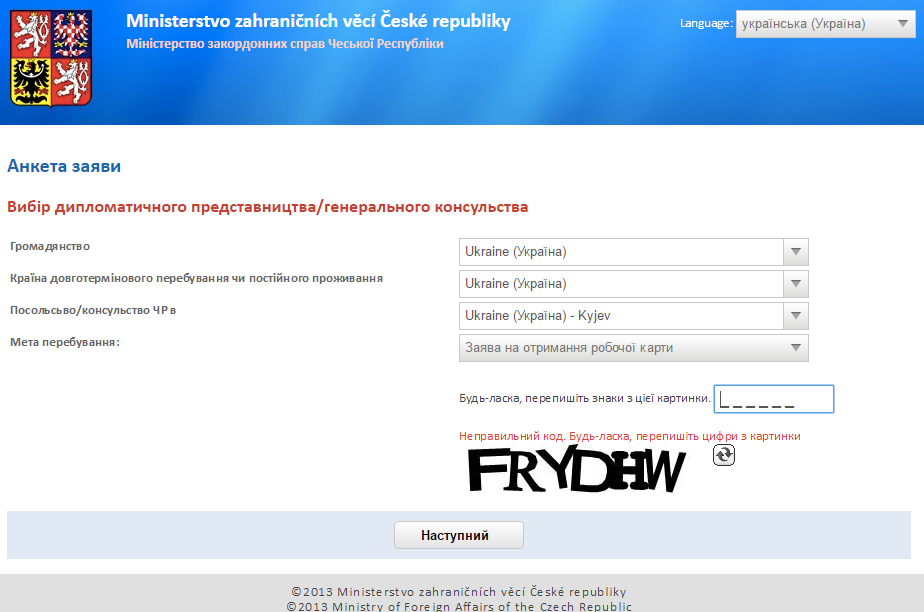 Ministerstvo zahraničních věcí České republiky
Міністерство закордонних справ Чеської Республіки
Language: українська (Україна)
Анкета заяви
Вибір дипломатичного представництва/генерального консульства
Громадянство Ukraine (Україна)
Країна довготермінового перебування чи постійного проживання Ukraine (Україна)
Посольсьво/консульство ЧР в Ukraine (Україна) - Kyjev
Мета перебування: Заява на отримання робочої карти
Будь-ласка, перепишіть знаки з цієї картинки. _ _ _ _ _ _
Неправильний код. Будь-ласка, перепишіть цифри з картинки
FRYDHW
Наступний
©2013 Ministerstvo zahraničních věcí České republiky
©2013 Ministry of Foreign Affairs of the Czech Republic